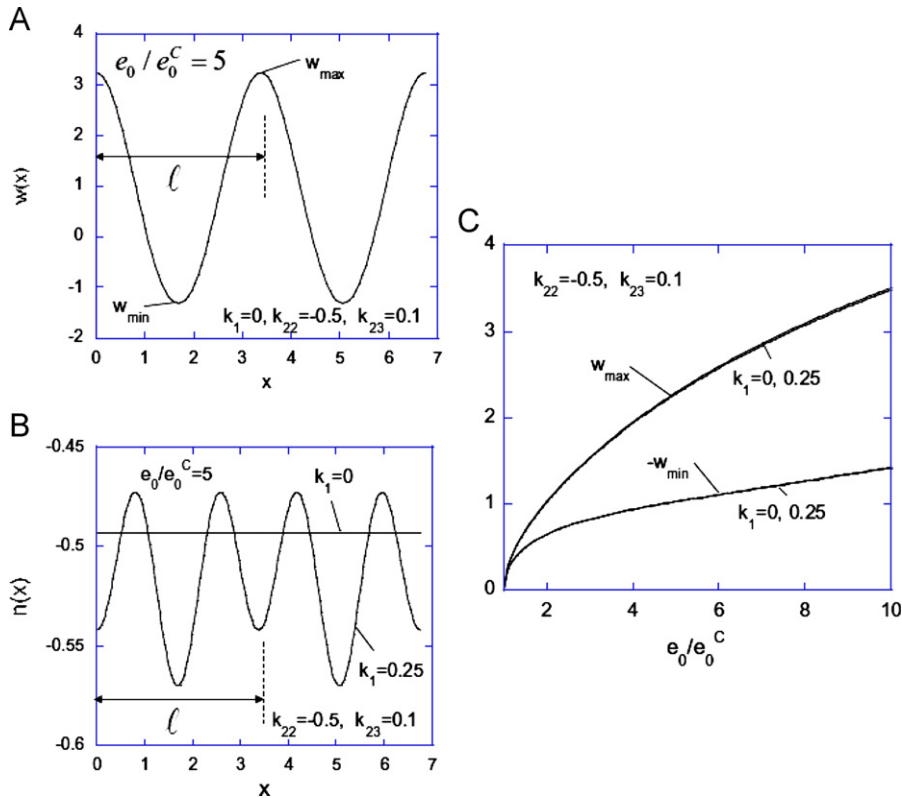 A
e₀ / e₀ᶜ = 5
w_max
ℓ
w_min
k₁=0, k₂₂=-0.5, k₂₃=0.1
w(x)
4
3
2
1
0
-1
-2
0 1 2 3 4 5 6 7
x
B
e₀/e₀ᶜ=5
k₁=0
k₁=0.25
ℓ
k₂₂=-0.5, k₂₃=0.1
n(x)
-0.45
-0.5
-0.55
-0.6
0 1 2 3 4 5 6 7
x
C
k₂₂=-0.5, k₂₃=0.1
w_max
k₁=0, 0.25
-w_min
k₁=0, 0.25
4
3
2
1
0
2 4 6 8 10
e₀/e₀ᶜ